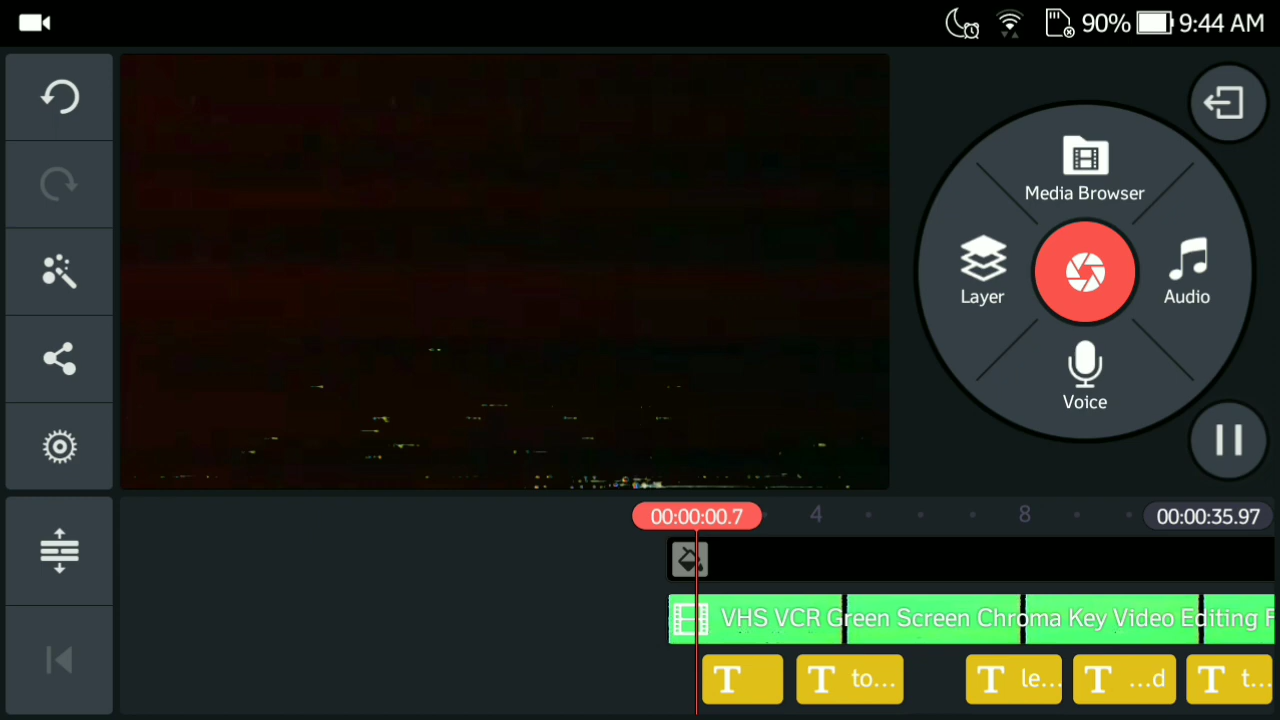 90% 9:44 AM
Media Browser
Layer
Audio
Voice
00:00:00.7
4
8
00:00:35.97
VHS VCR Green Screen Chroma Key Video Editing F
T
T to...
T le...
T ...d
T t...